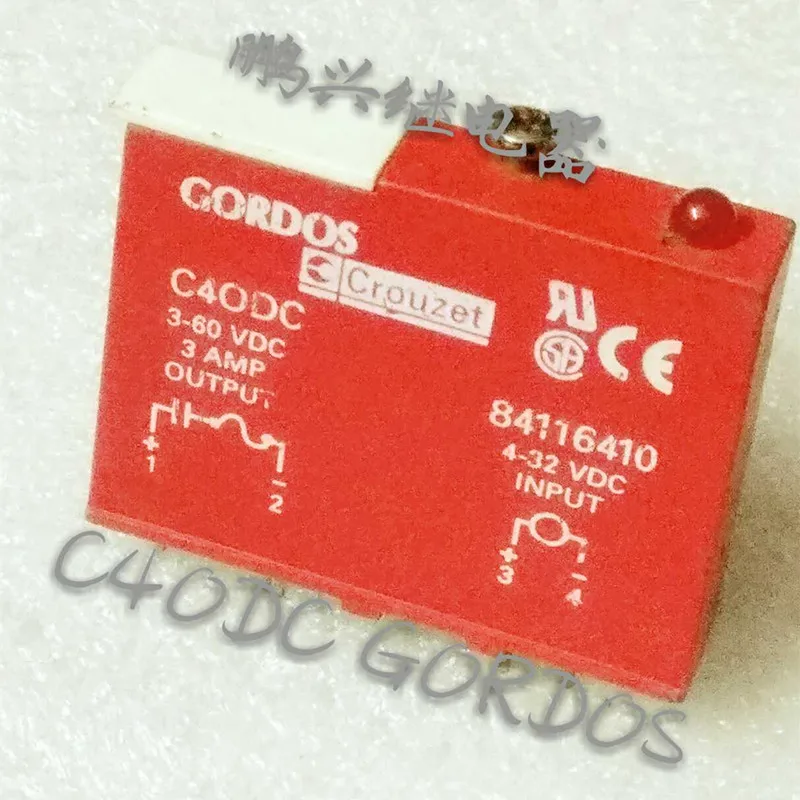 鹏兴继电器
GORDOS
Crouzet
C4ODC
3-60 VDC
3 AMP
OUTPUT
+ −
1 2
CE
84116410
4-32 VDC
INPUT
+ −
3 4
C4ODC GORDOS